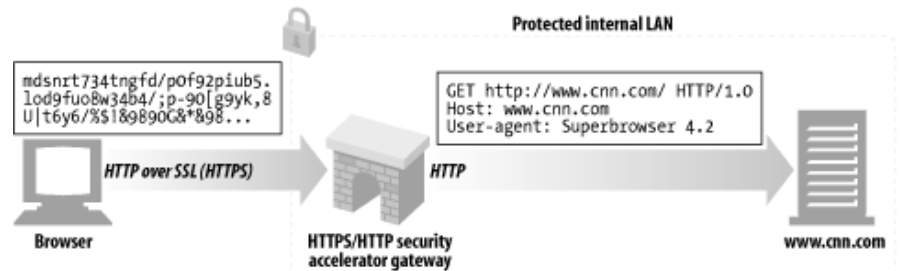 Protected internal LAN
mdsnrt734tngfd/pOf92piub5.
lod9fuo8w34b4/;p-90[g9yk,8
U|t6y6/%$1&9890G&*&98...
GET http://www.cnn.com/ HTTP/1.0
Host: www.cnn.com
User-agent: Superbrowser 4.2
HTTP over SSL (HTTPS)
HTTP
Browser
HTTPS/HTTP security
accelerator gateway
www.cnn.com